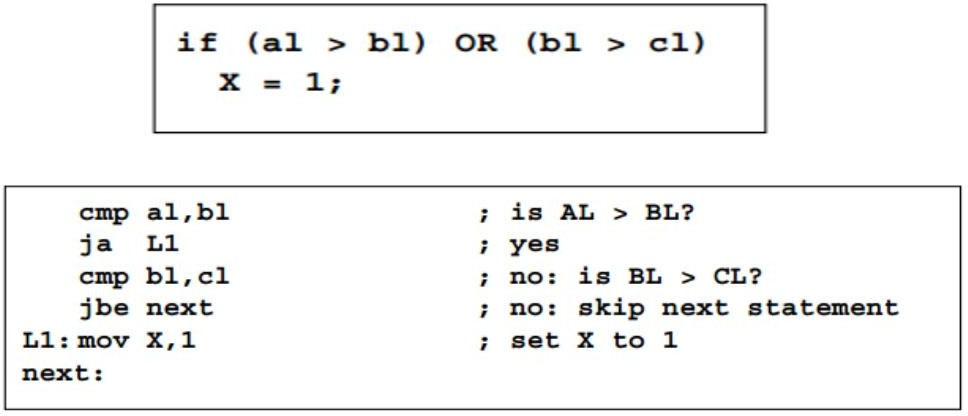 if (al > bl) OR (bl > cl)
X = 1;
cmp al,bl ; is AL > BL?
ja L1 ; yes
cmp bl,cl ; no: is BL > CL?
jbe next ; no: skip next statement
L1: mov X,1 ; set X to 1
next: